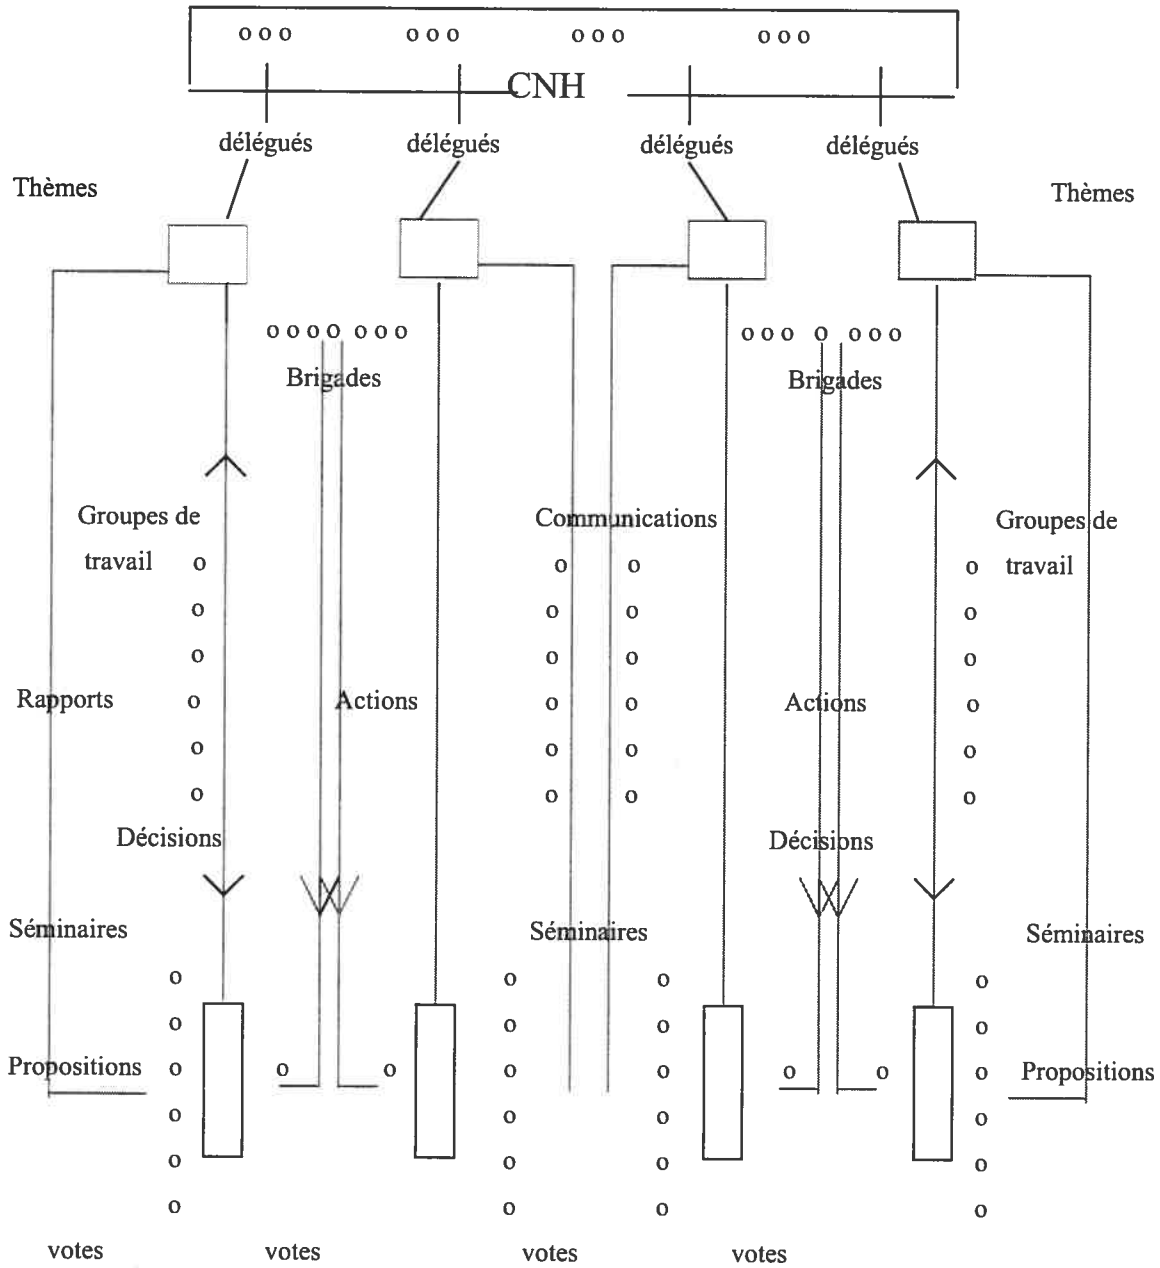 o o o o o o o o o o o o
CNH
délégués délégués délégués délégués
Thèmes Thèmes
o o o o o o o o o o o o o o
Brigades Brigades
Groupes de Communications Groupes de
travail o o o o travail
o o o o
o o o o
Rapports o Actions o o Actions o
o o o o
o o o o
Décisions Décisions
Séminaires Séminaires Séminaires
o o o o
o o o o
Propositions o o o o o o o o Propositions
o o o o
o o o o
o o o o
votes votes votes votes